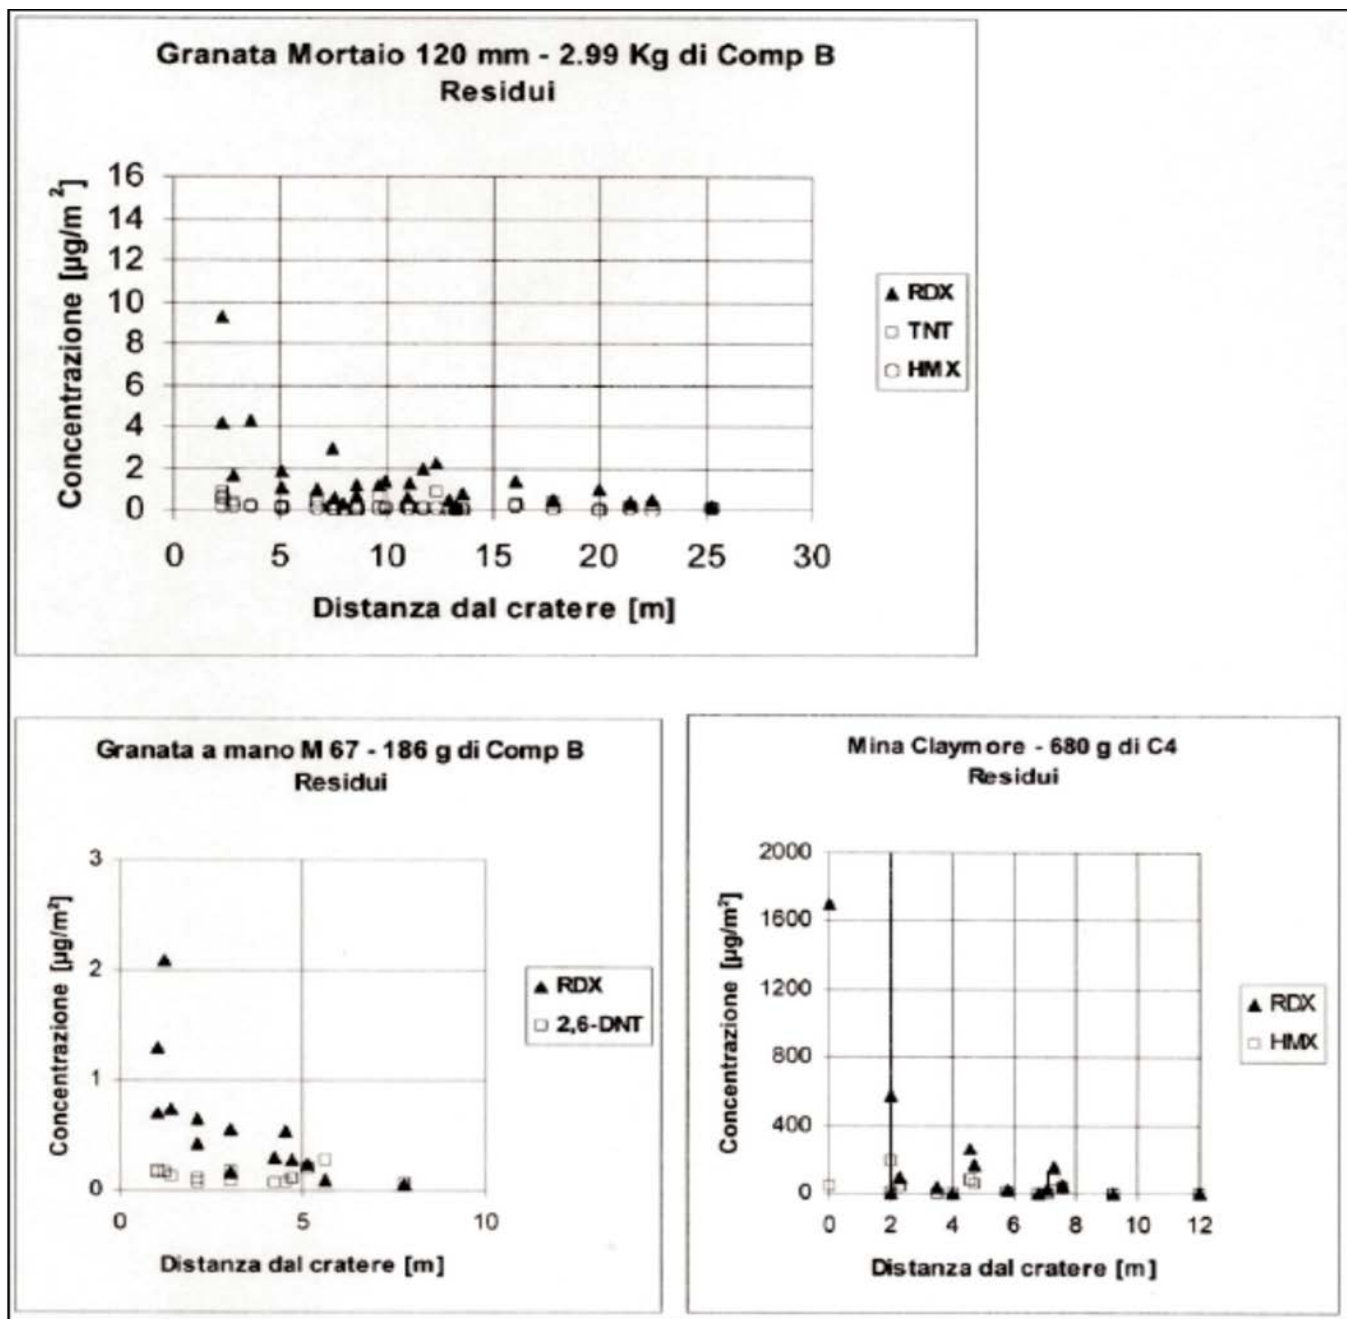 Granata Mortaio 120 mm - 2.99 Kg di Comp B
Residui
Concentrazione [µg/m²]
16
14
12
10
8
6
4
2
0
0 5 10 15 20 25 30
Distanza dal cratere [m]
RDX
TNT
HMX
Granata a mano M 67 - 186 g di Comp B
Residui
Concentrazione [µg/m²]
3
2
1
0
0 5 10
Distanza dal cratere [m]
RDX
2,6-DNT
Mina Claymore - 680 g di C4
Residui
Concentrazione [µg/m²]
2000
1600
1200
800
400
0
0 2 4 6 8 10 12
Distanza dal cratere [m]
RDX
HMX